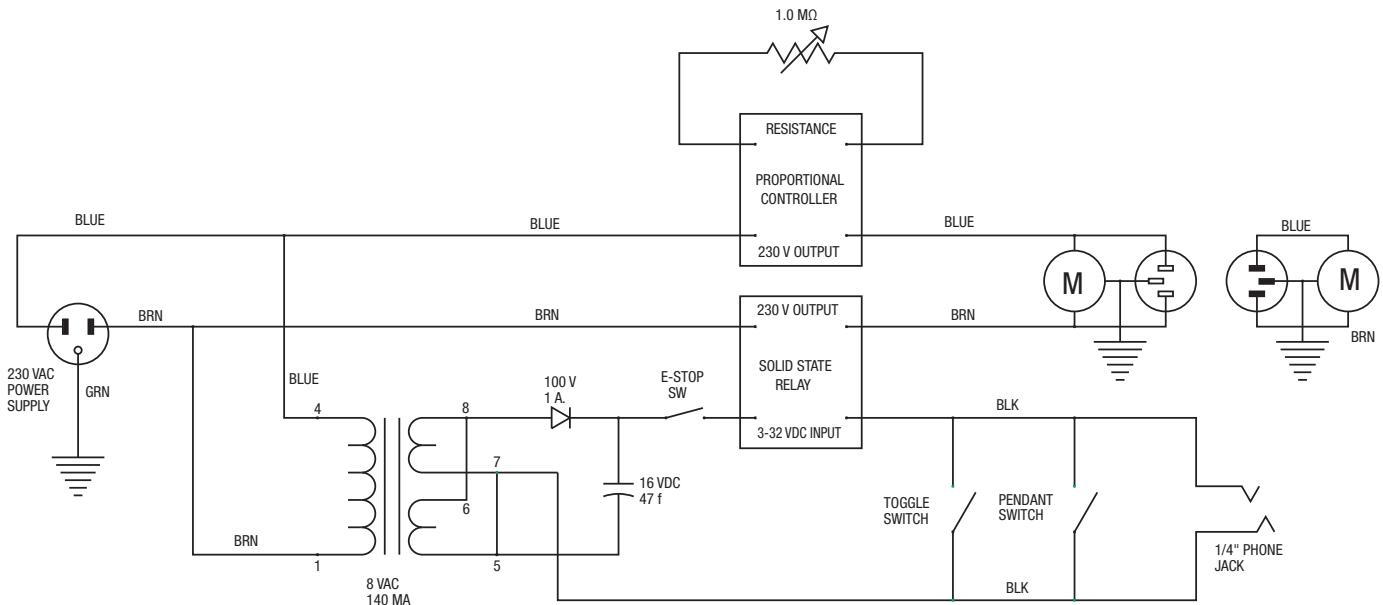 1.0 MΩ
RESISTANCE
PROPORTIONAL
CONTROLLER
230 V OUTPUT
BLUE
BLUE
BLUE
BLUE
230 V OUTPUT
SOLID STATE
RELAY
3-32 VDC INPUT
BRN
BRN
BRN
BRN
M
M
230 VAC
POWER
SUPPLY
GRN
BLUE
4
8
100 V
1 A.
E-STOP
SW
BLK
7
6
16 VDC
47 f
TOGGLE
SWITCH
PENDANT
SWITCH
1/4" PHONE
JACK
BRN
1
5
8 VAC
140 MA
BLK